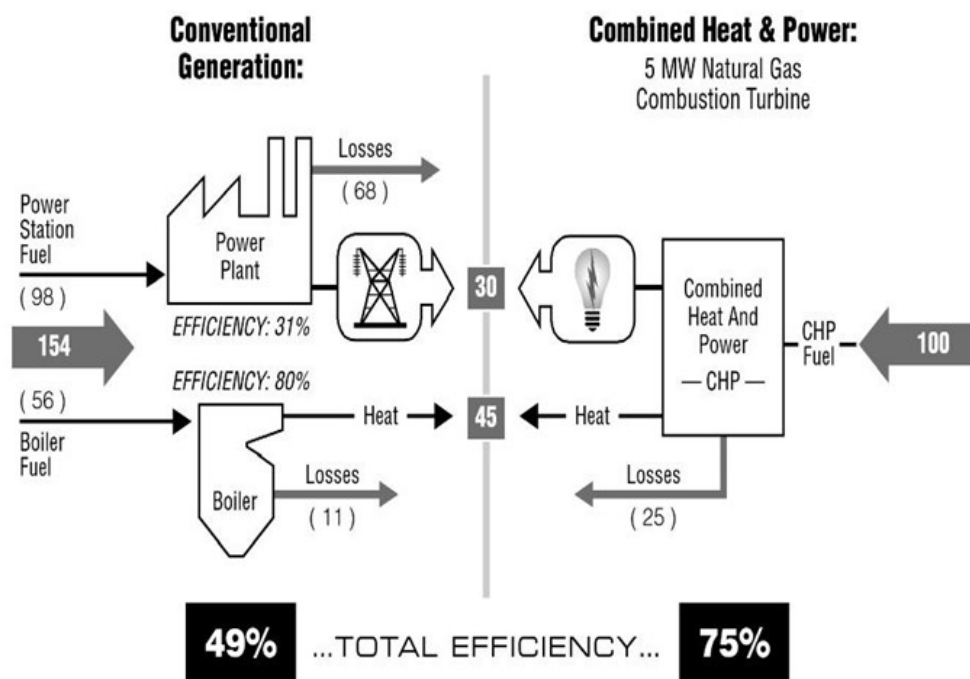 Conventional
Generation:
Combined Heat & Power:
5 MW Natural Gas
Combustion Turbine
Losses
( 68 )
Power
Station
Fuel
( 98 )
Power
Plant
EFFICIENCY: 31%
30
Combined
Heat And
Power
— CHP —
CHP
Fuel
100
154
EFFICIENCY: 80%
( 56 )
Boiler
Fuel
Heat
45
Heat
Boiler
Losses
( 11 )
Losses
( 25 )
49% ...TOTAL EFFICIENCY... 75%